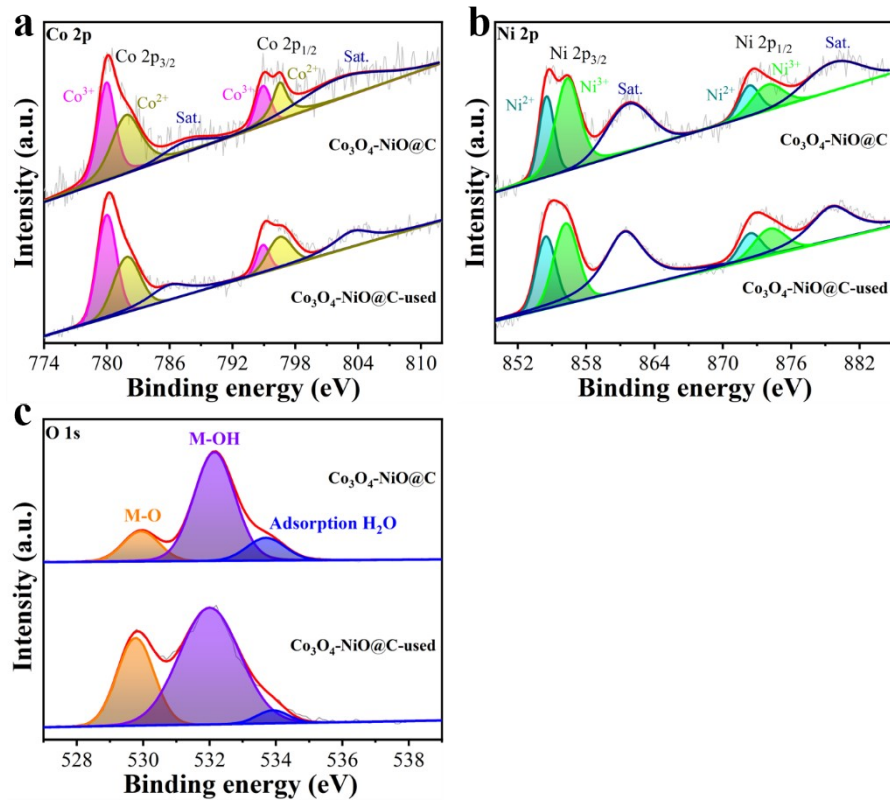 a
Co 2p
Co 2p3/2
Co 2p1/2
Sat.
Co3+
Co2+
Sat.
Co3+
Co2+
Co3O4-NiO@C
Co3O4-NiO@C-used
Intensity (a.u.)
774 780 786 792 798 804 810
Binding energy (eV)
b
Ni 2p
Ni 2p3/2
Ni 2p1/2
Sat.
Ni2+
Ni3+
Sat.
Ni2+
Ni3+
Co3O4-NiO@C
Co3O4-NiO@C-used
Intensity (a.u.)
852 858 864 870 876 882
Binding energy (eV)
c
O 1s
M-OH
Co3O4-NiO@C
M-O
Adsorption H2O
Co3O4-NiO@C-used
Intensity (a.u.)
528 530 532 534 536 538
Binding energy (eV)